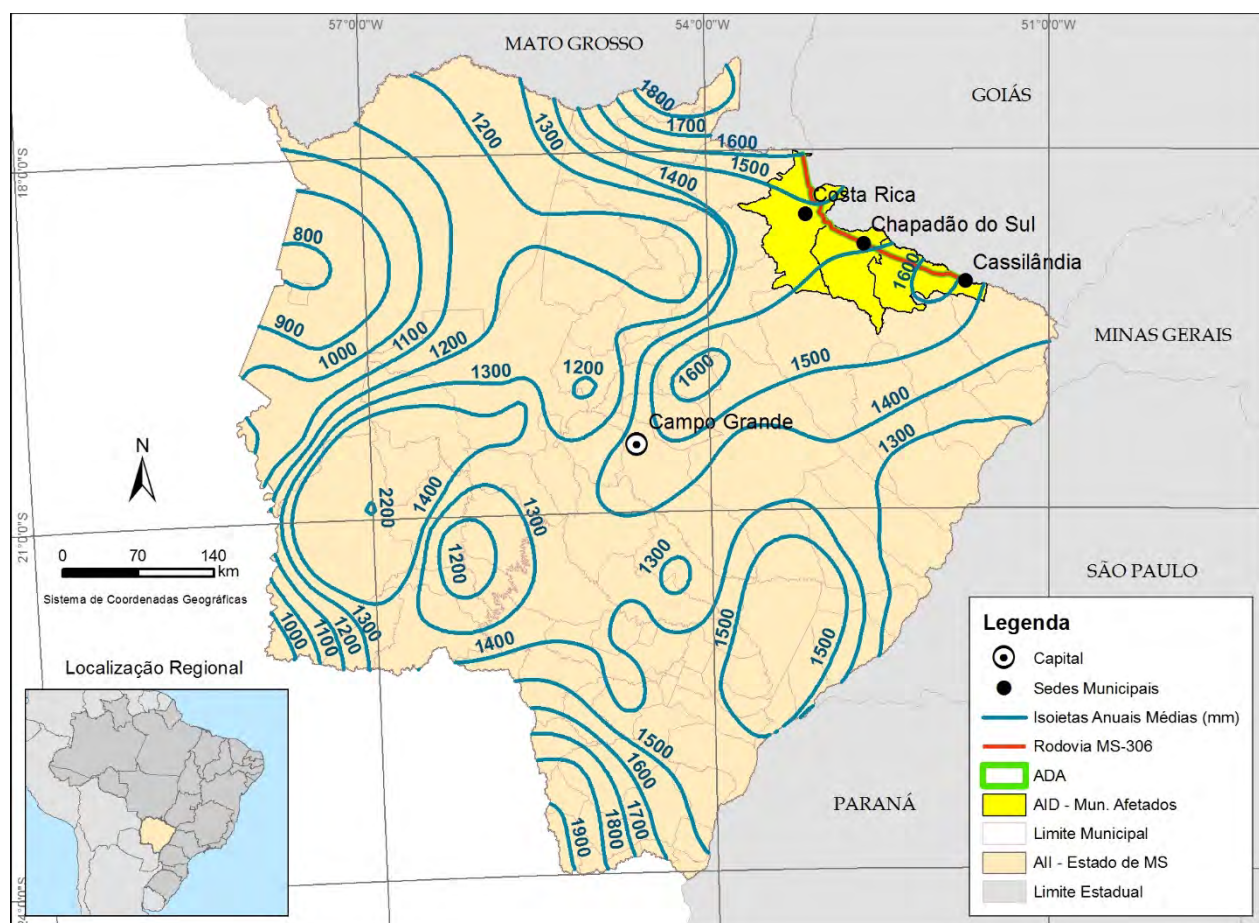 57°0'0"O
54°0'0"O
51°0'0"O
MATO GROSSO
GOIÁS
1800
1700
1600
1500
1400
1300
1200
18°0'0"S
Costa Rica
Chapadão do Sul
Cassilândia
1600
800
900
1000
1100
1200
1300
1200
1600
1500
1400
1300
MINAS GERAIS
Campo Grande
N
2200
1400
1300
1200
1300
21°0'0"S
0 70 140
km
Sistema de Coordenadas Geográficas
SÃO PAULO
1000
1100
1200
1300
1400
1500
1500
Localização Regional
1500
1600
1700
1800
1900
PARANÁ
24°0'0"S
Legenda
Capital
Sedes Municipais
Isoietas Anuais Médias (mm)
Rodovia MS-306
ADA
AID - Mun. Afetados
Limite Municipal
AII - Estado de MS
Limite Estadual